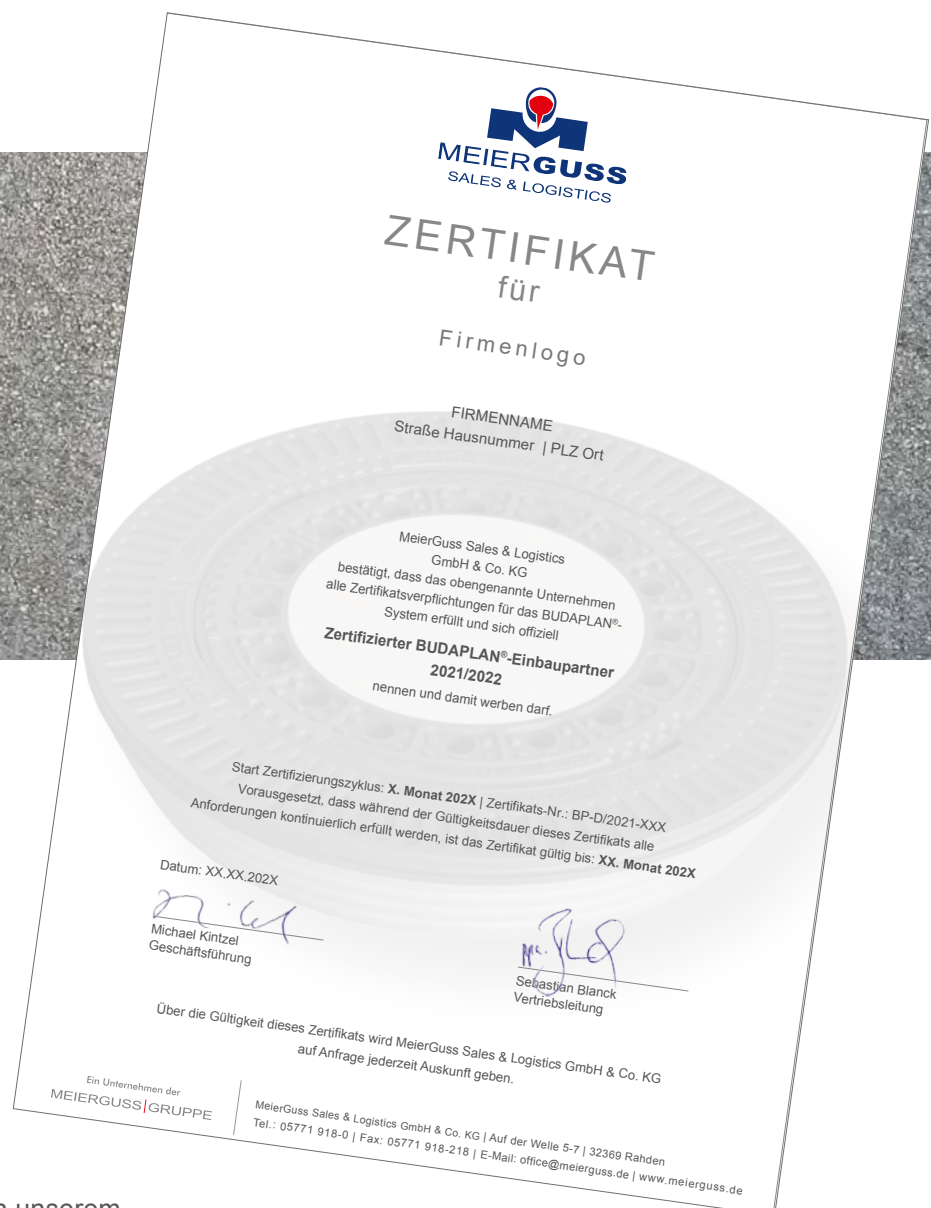 MEIERGUSS
SALES & LOGISTICS
ZERTIFIKAT
für
Firmenlogo
FIRMENNAME
Straße Hausnummer | PLZ Ort
MeierGuss Sales & Logistics
GmbH & Co. KG
bestätigt, dass das obengenannte Unternehmen
alle Zertifikatsverpflichtungen für das BUDAPLAN®-
System erfüllt und sich offiziell
Zertifizierter BUDAPLAN®-Einbaupartner
2021/2022
nennen und damit werben darf.
Start Zertifizierungszyklus: X. Monat 202X | Zertifikats-Nr.: BP-D/2021-XXX
Vorausgesetzt, dass während der Gültigkeitsdauer dieses Zertifikats alle
Anforderungen kontinuierlich erfüllt werden, ist das Zertifikat gültig bis: XX. Monat 202X
Datum: XX.XX.202X
Michael Kintzel
Geschäftsführung
ppa.
Sebastian Blanck
Vertriebsleitung
Über die Gültigkeit dieses Zertifikats wird MeierGuss Sales & Logistics GmbH & Co. KG
auf Anfrage jederzeit Auskunft geben.
Ein Unternehmen der
MEIERGUSS|GRUPPE
MeierGuss Sales & Logistics GmbH & Co. KG | Auf der Welle 5-7 | 32369 Rahden
Tel.: 05771 918-0 | Fax: 05771 918-218 | E-Mail: office@meierguss.de | www.meierguss.de
unserem